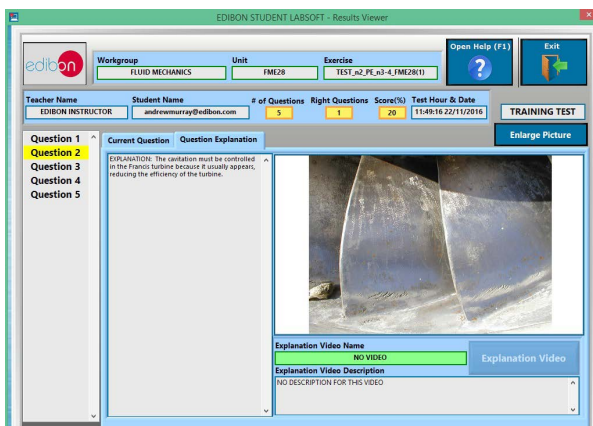 EDIBON STUDENT LABSOFT - Results Viewer
edibon
Workgroup Unit Exercise
FLUID MECHANICS FME28 TEST_n2_PE_n3-4_FME28(1)
Open Help (F1) Exit
Teacher Name Student Name # of Questions Right Questions Score(%) Test Hour & Date
EDIBON INSTRUCTOR andrewmurray@edibon.com 5 1 20 11:49:16 22/11/2016 TRAINING TEST
Enlarge Picture
Question 1
Question 2
Question 3
Question 4
Question 5
Current Question Question Explanation
EXPLANATION: The cavitation must be controlled
in the Francis turbine because it usually appears,
reducing the efficiency of the turbine.
Explanation Video Name
NO VIDEO
Explanation Video
Explanation Video Description
NO DESCRIPTION FOR THIS VIDEO